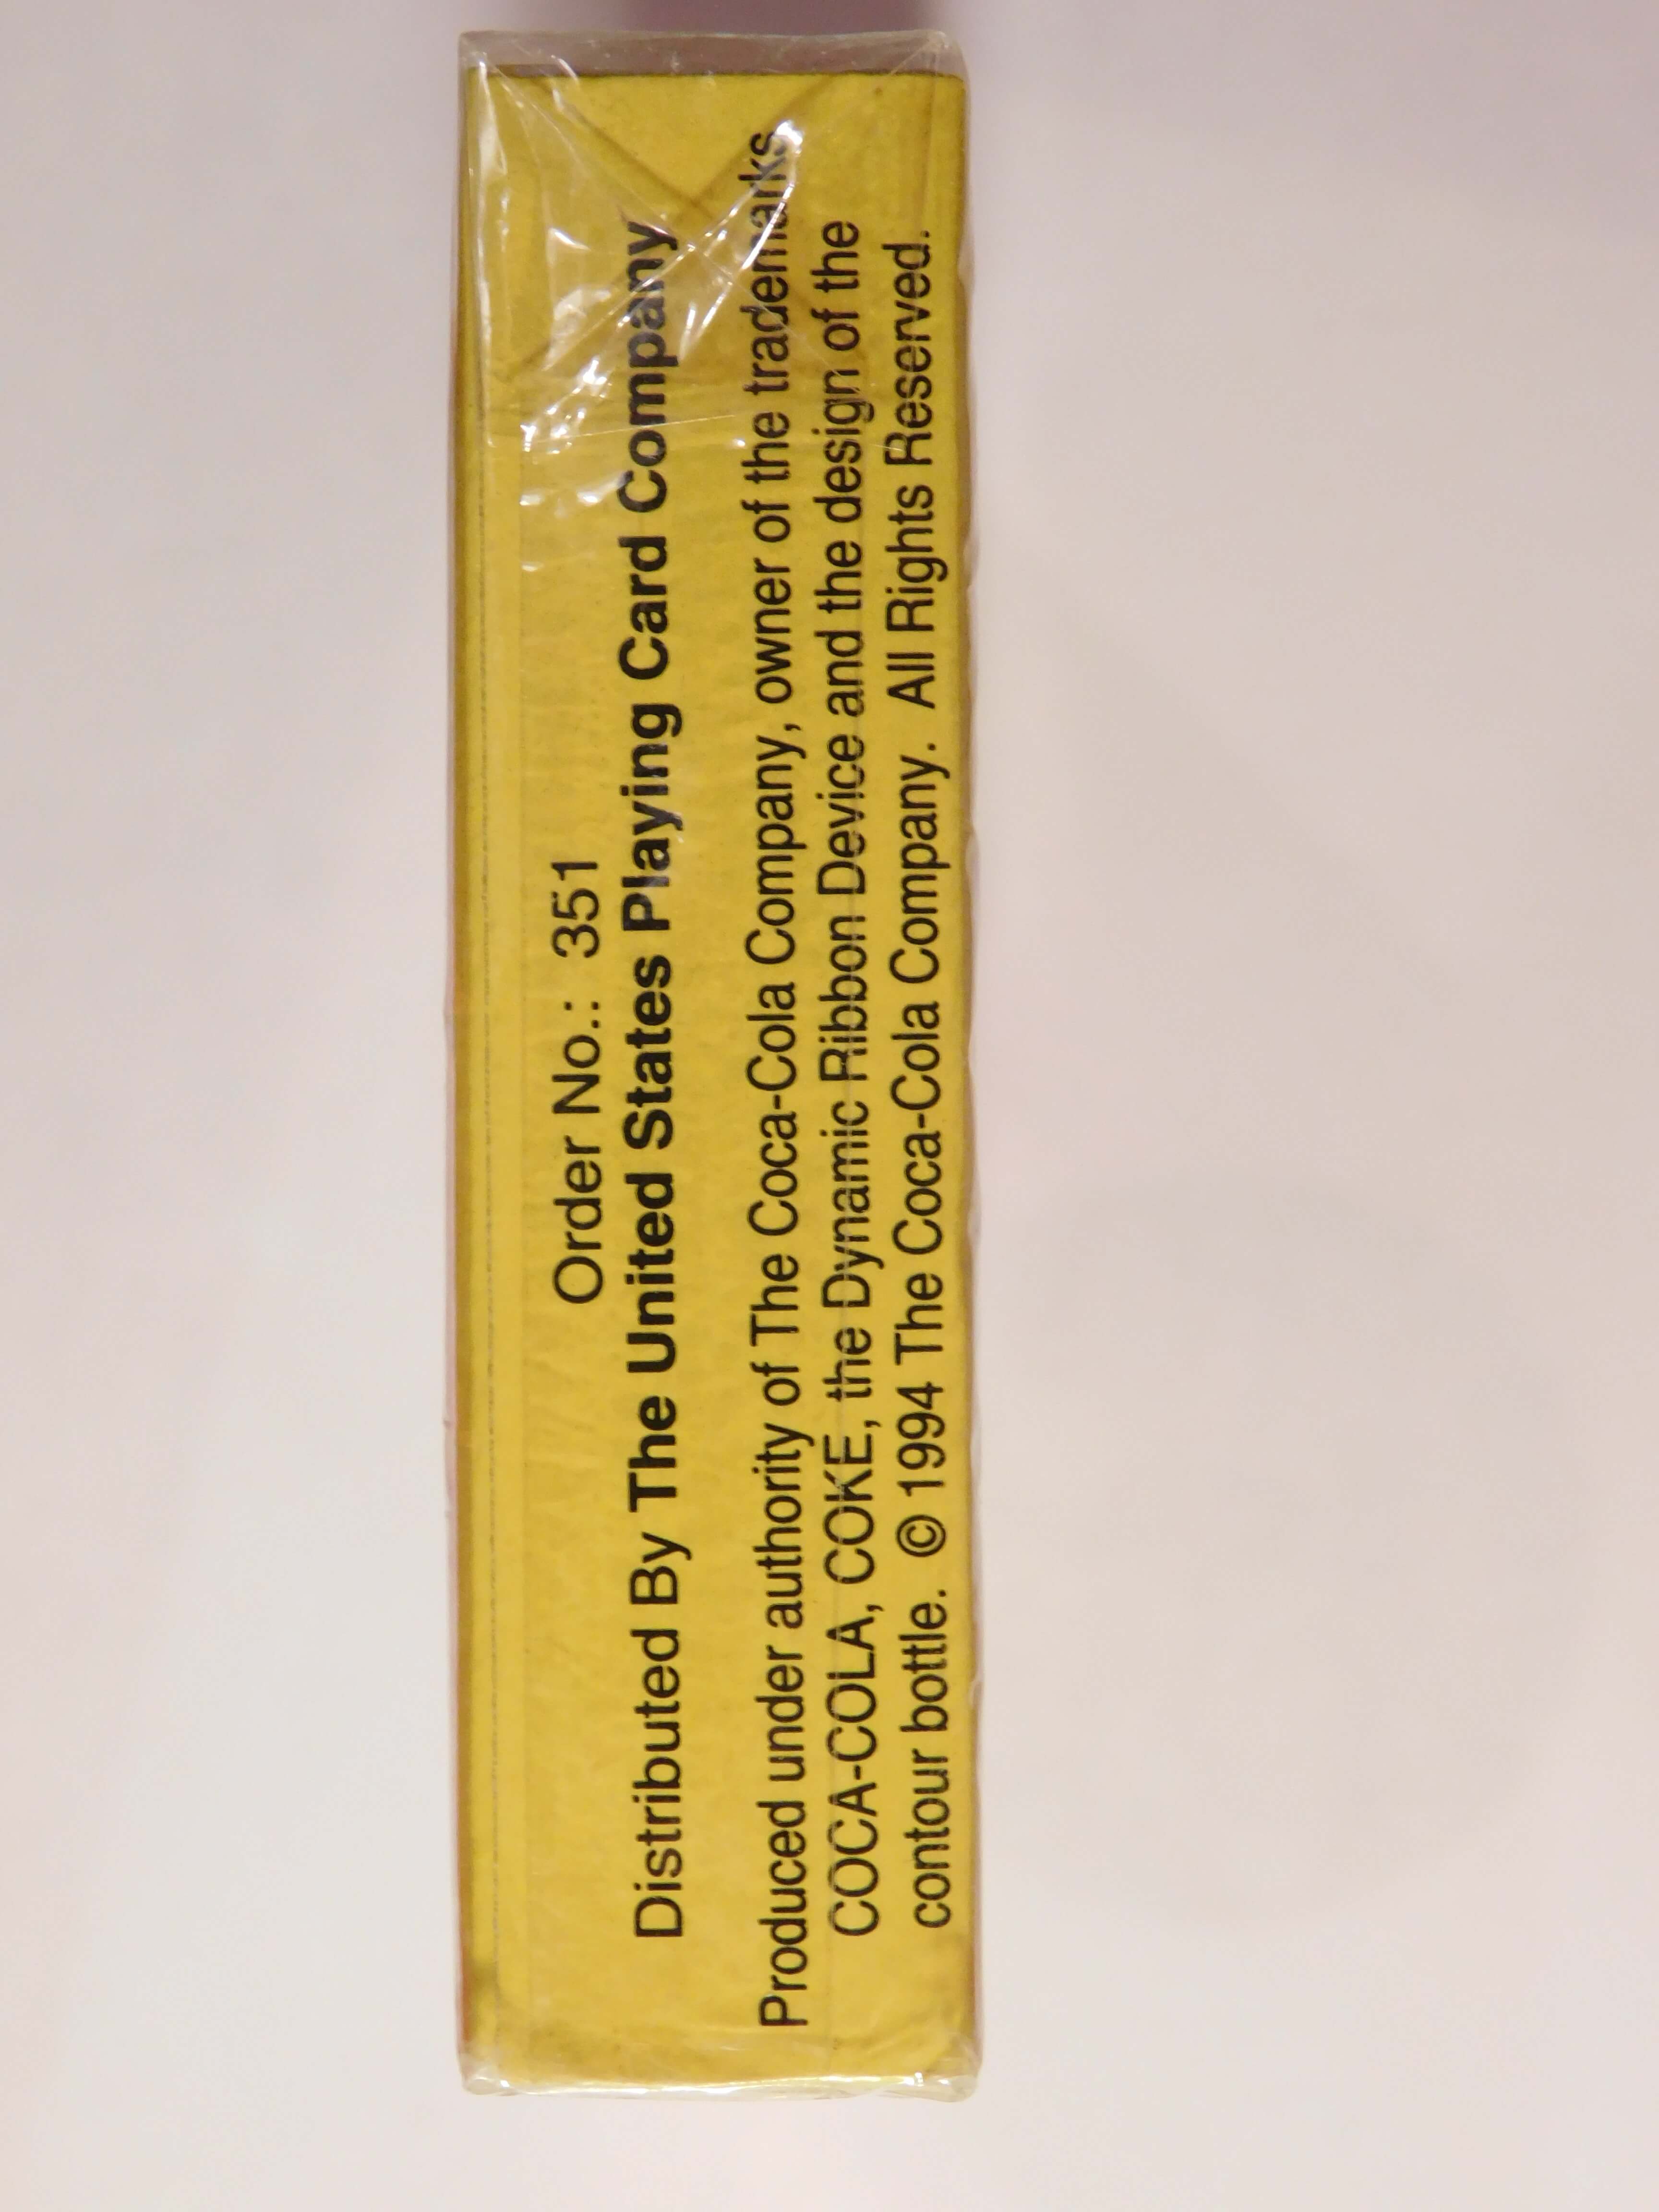 Order No.: 351
Distributed By The United States Playing Card Company
Produced under authority of The Coca-Cola Company, owner of the trademarks
COCA-COLA, COKE, the Dynamic Ribbon Device and the design of the
contour bottle. © 1994 The Coca-Cola Company. All Rights Reserved.